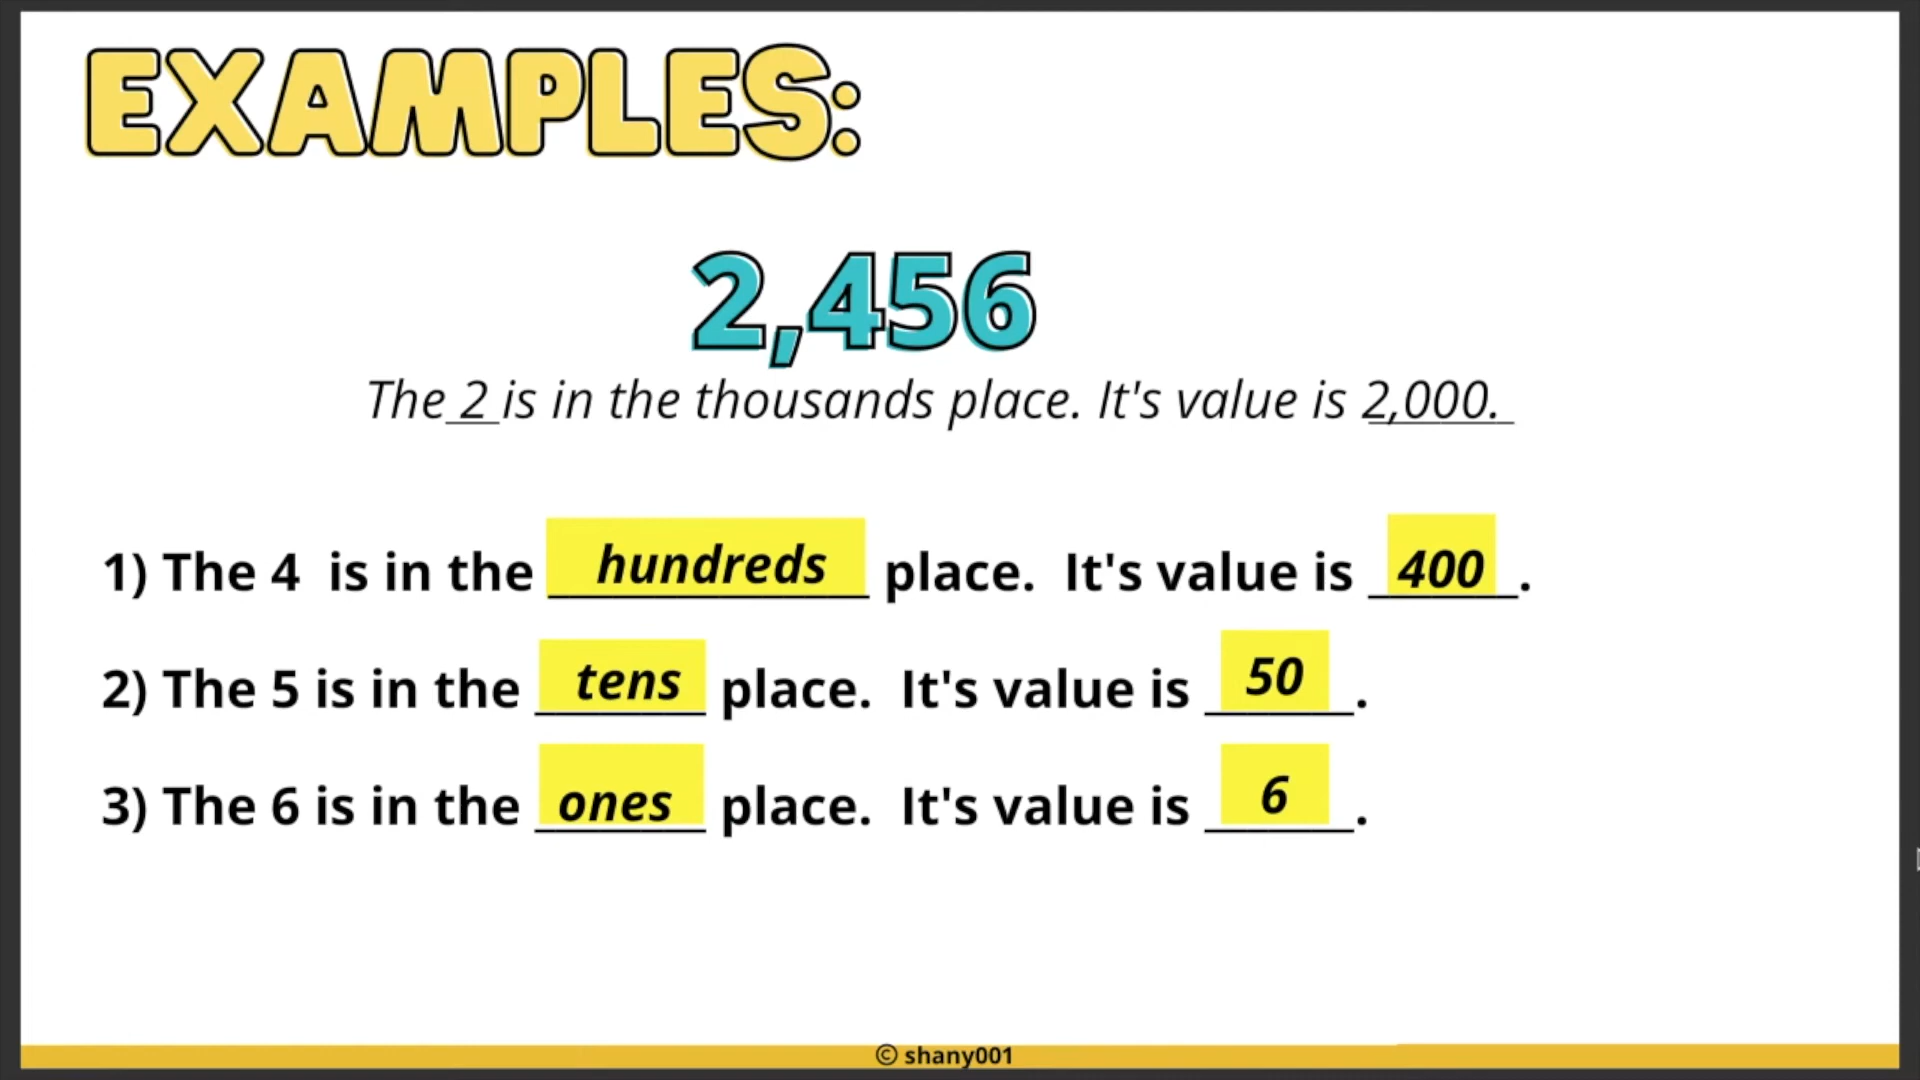 EXAMPLES:
2,456
The 2 is in the thousands place. It's value is 2,000.
1) The 4 is in the hundreds place. It's value is 400.
2) The 5 is in the tens place. It's value is 50.
3) The 6 is in the ones place. It's value is 6.
© shany001